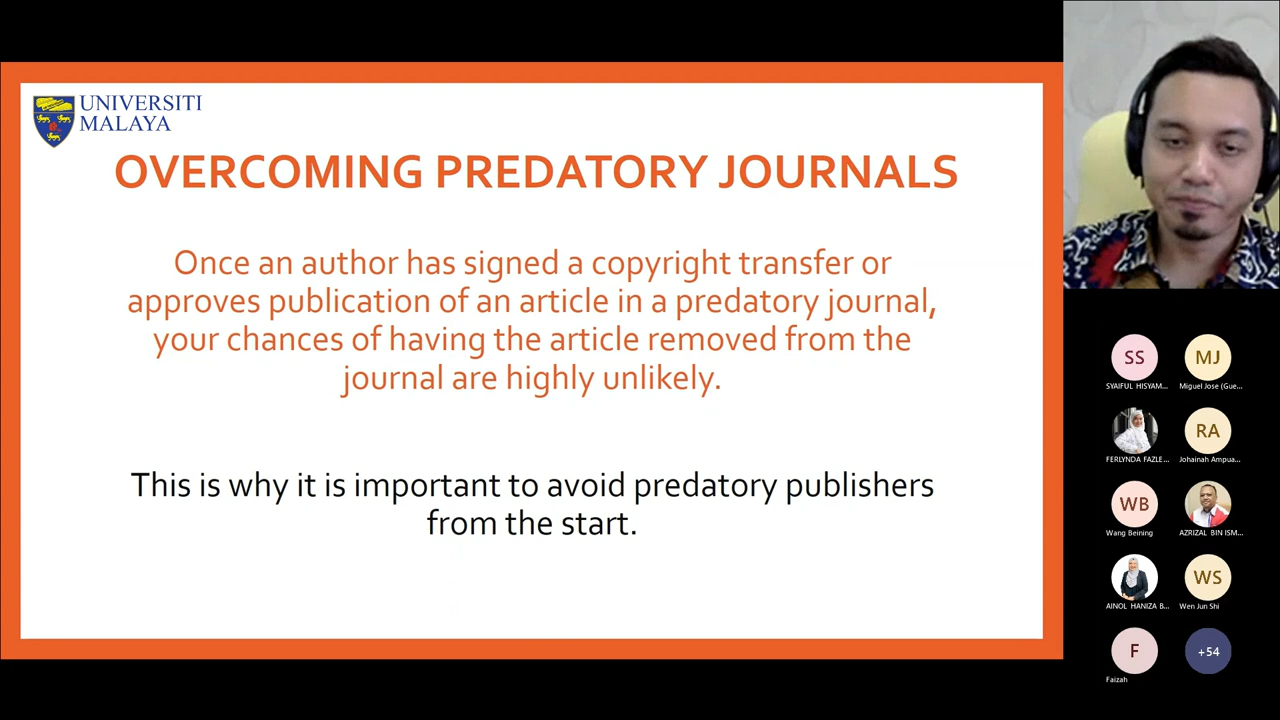 UNIVERSITI
MALAYA
OVERCOMING PREDATORY JOURNALS
Once an author has signed a copyright transfer or
approves publication of an article in a predatory journal,
your chances of having the article removed from the
journal are highly unlikely.
This is why it is important to avoid predatory publishers
from the start.
SS
MJ
SYAIFUL HISYAM...
Miguel Jose (Gue...
RA
FERLYNDA FAZLE...
Johainah Ampua...
WB
Wang Beining
AZRIZAL BIN ISM...
WS
AINOL HANIZA B...
Wen Jun Shi
F
+54
Faizah